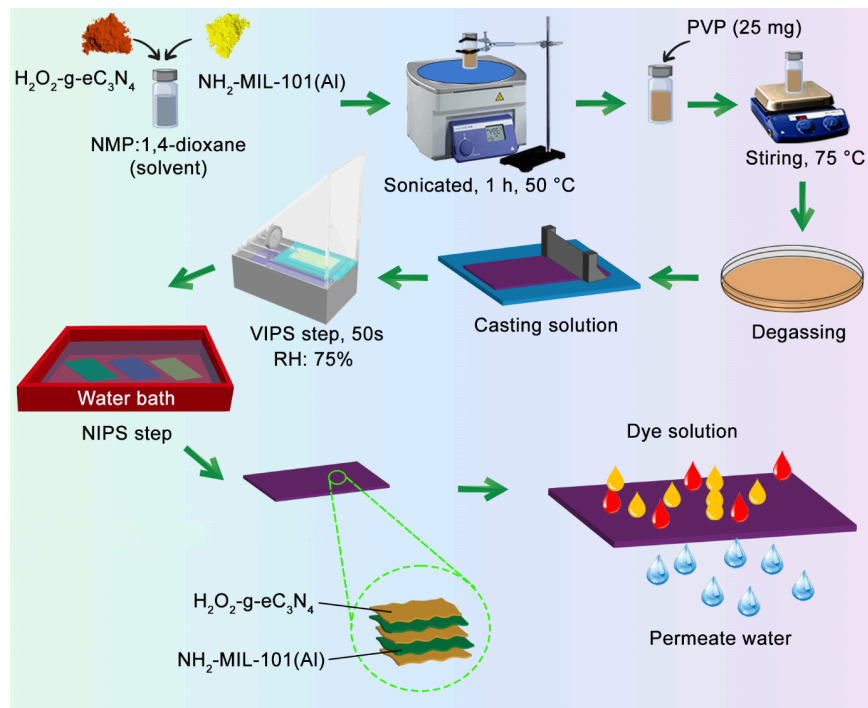 PVP (25 mg)
H₂O₂-g-eC₃N₄
NH₂-MIL-101(Al)
NMP:1,4-dioxane
(solvent)
Sonicated, 1 h, 50 °C
Stiring, 75 °C
VIPS step, 50s
RH: 75%
Casting solution
Degassing
Water bath
NIPS step
Dye solution
H₂O₂-g-eC₃N₄
NH₂-MIL-101(Al)
Permeate water